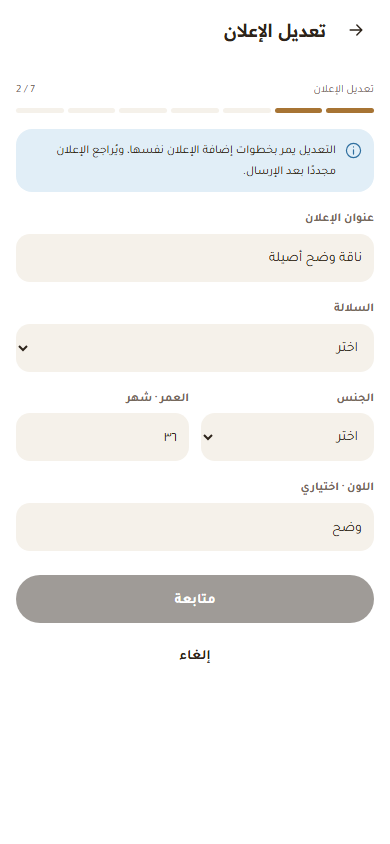 تعديل الإعلان
تعديل الإعلان
2 / 7
التعديل يمر بخطوات إضافة الإعلان نفسها، ويُراجع الإعلان
مجددًا بعد الإرسال.
عنوان الإعلان
ناقة وضح أصيلة
السلالة
اختر
الجنس
العمر · شهر
اختر
٣٦
اللون · اختياري
وضح
متابعة
إلغاء